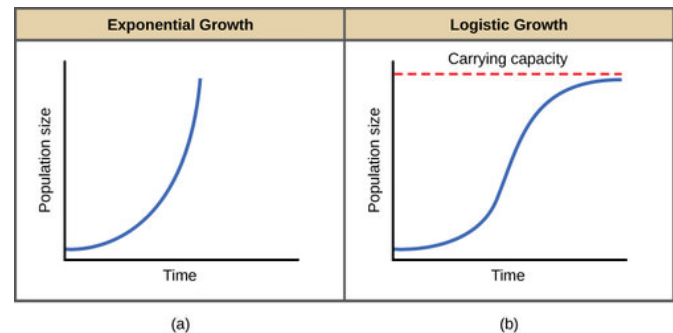 Exponential Growth
Logistic Growth
Population size
Time
Carrying capacity
Population size
Time
(a)
(b)